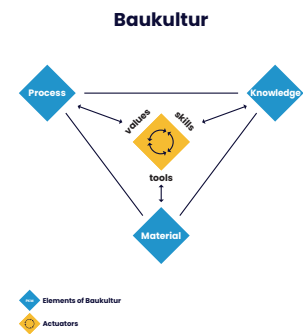 Baukultur
Process
Knowledge
values
skills
tools
Material
Elements of Baukultur
Actuators